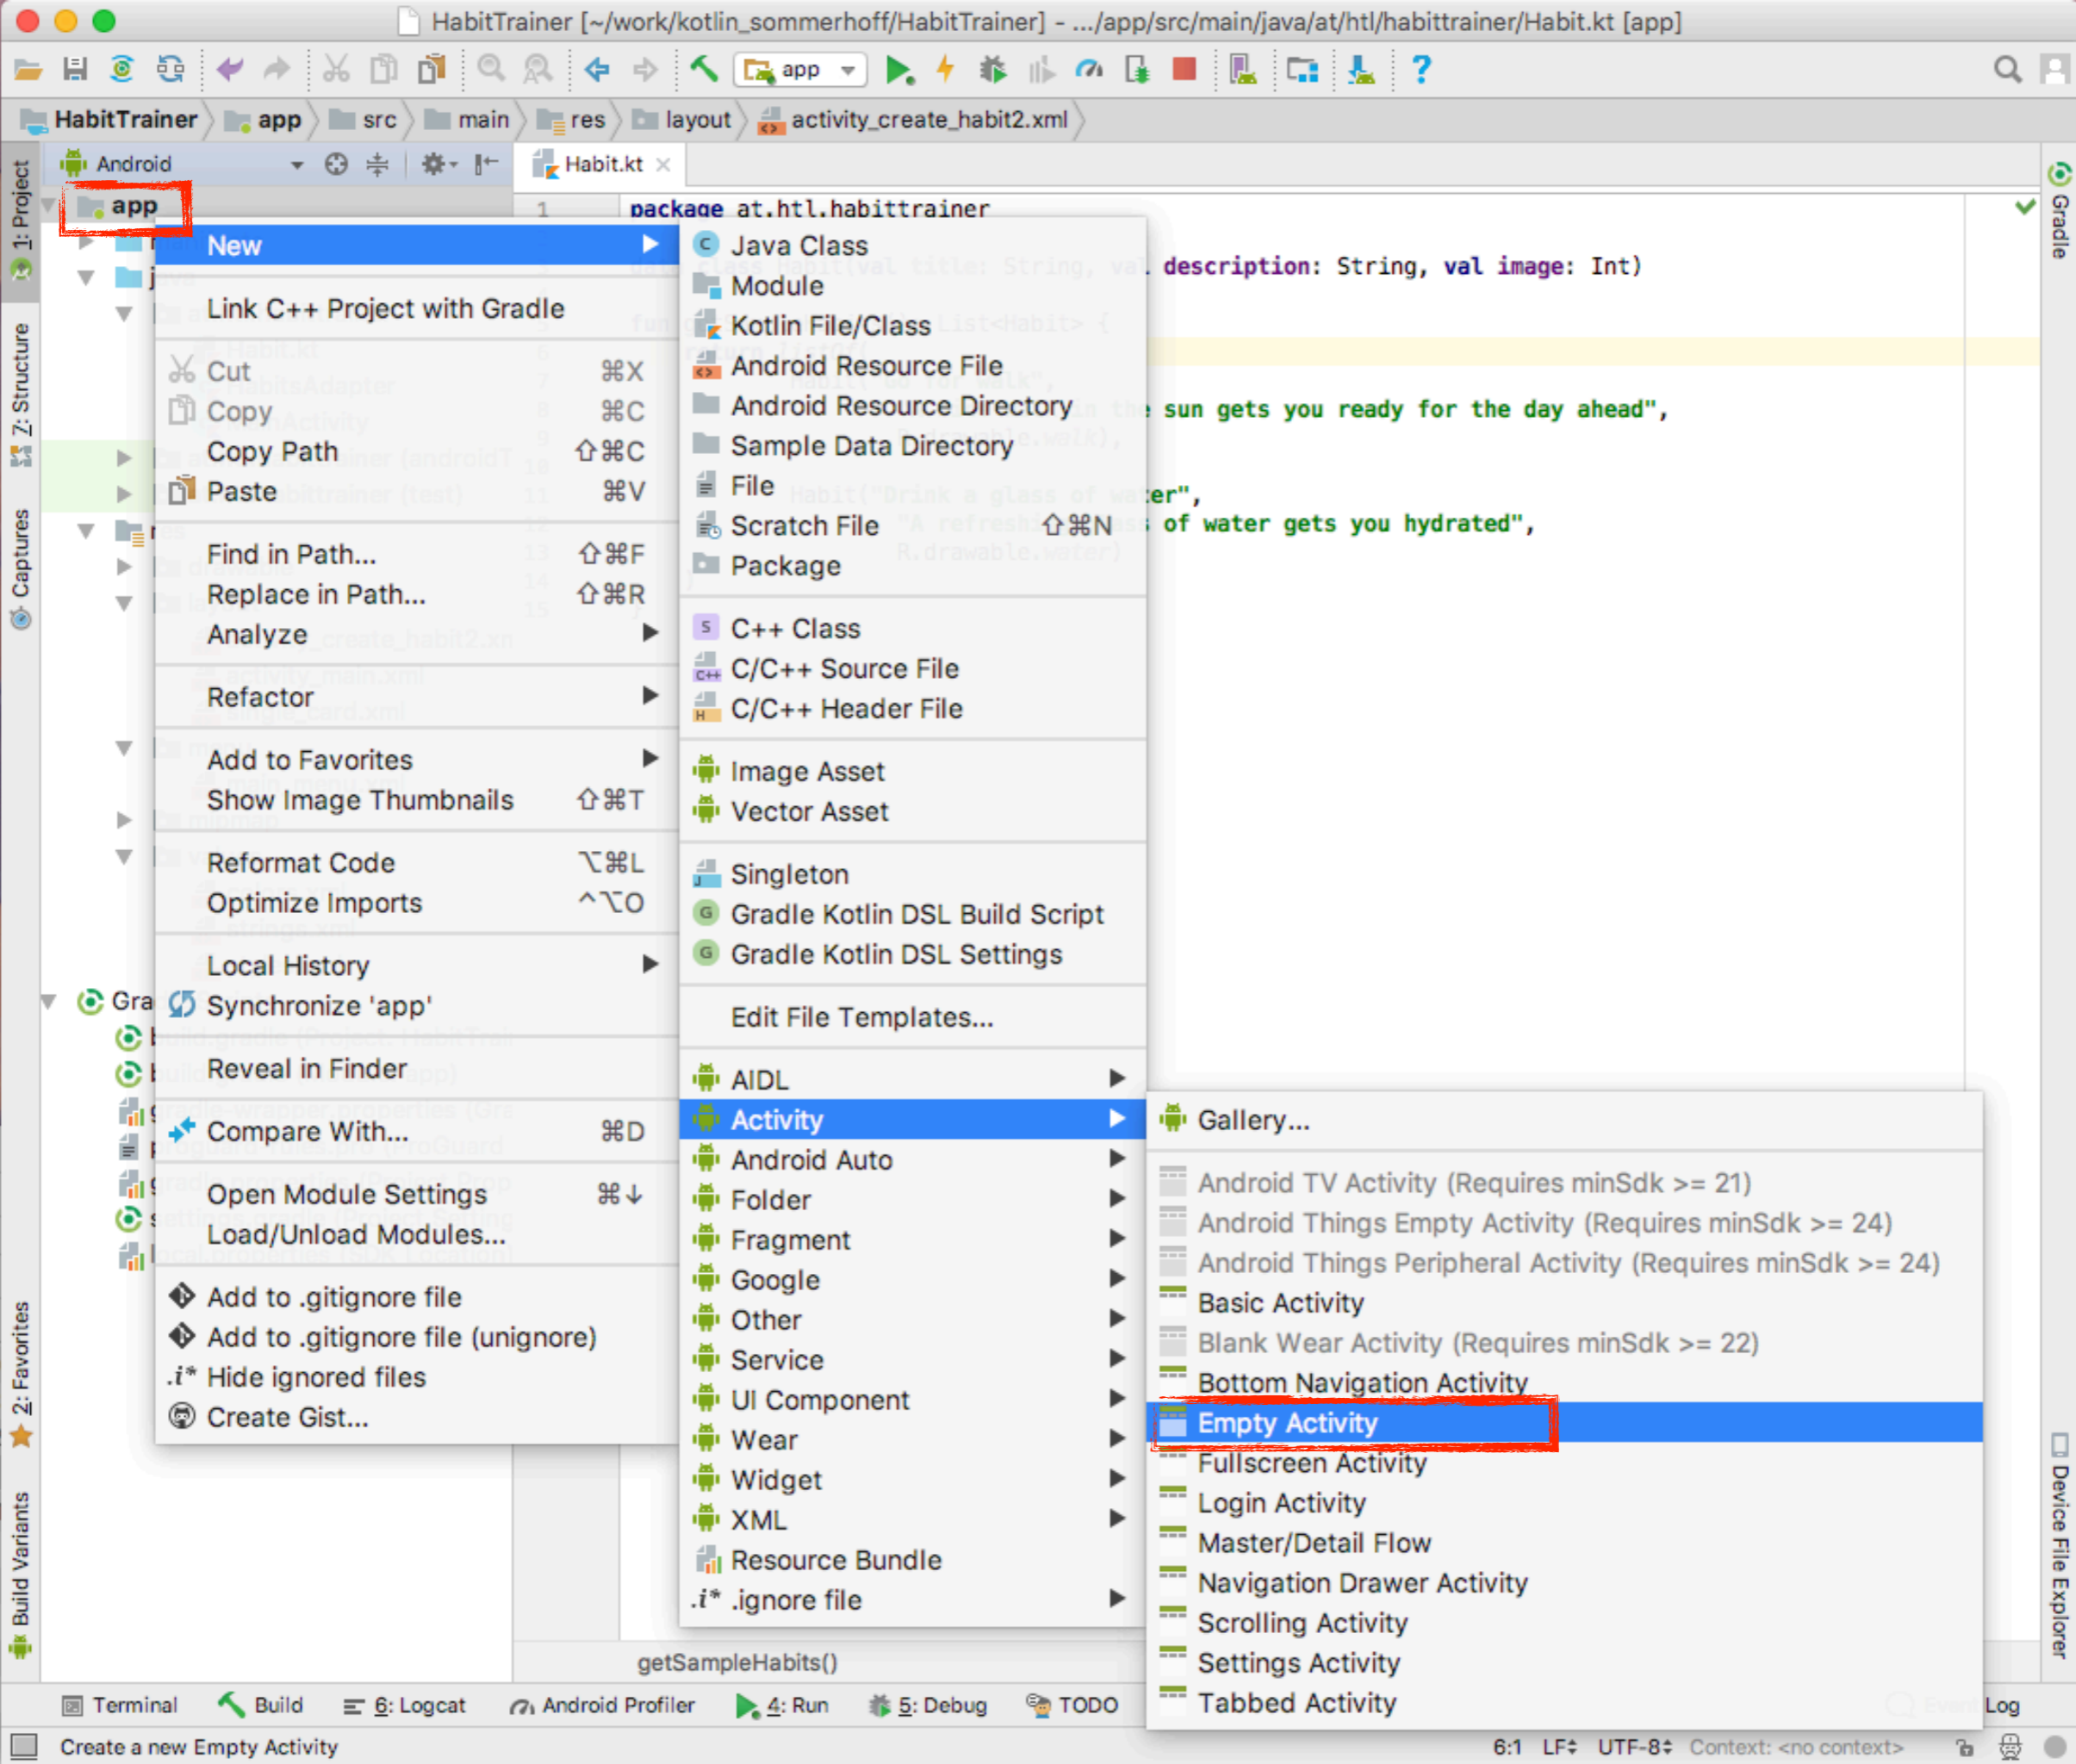 HabitTrainer [~/work/kotlin_sommerhoff/HabitTrainer] - .../app/src/main/java/at/htl/habittrainer/Habit.kt [app]
app
HabitTrainer app src main res layout activity_create_habit2.xml
1: Project
7: Structure
Captures
2: Favorites
Build Variants
Android
app
Gra
Habit.kt
1 package at.htl.habittrainer
description: String, val image: Int)
sun gets you ready for the day ahead",
er",
of water gets you hydrated",
New
Link C++ Project with Gradle
Cut ⌘X
Copy ⌘C
Copy Path ⇧⌘C
Paste ⌘V
Find in Path... ⇧⌘F
Replace in Path... ⇧⌘R
Analyze
Refactor
Add to Favorites
Show Image Thumbnails ⇧⌘T
Reformat Code ⌥⌘L
Optimize Imports ^⌥O
Local History
Synchronize 'app'
Reveal in Finder
Compare With... ⌘D
Open Module Settings ⌘↓
Load/Unload Modules...
Add to .gitignore file
Add to .gitignore file (unignore)
Hide ignored files
Create Gist...
Java Class
Module
Kotlin File/Class
Android Resource File
Android Resource Directory
Sample Data Directory
File
Scratch File ⇧⌘N
Package
C++ Class
C/C++ Source File
C/C++ Header File
Image Asset
Vector Asset
Singleton
Gradle Kotlin DSL Build Script
Gradle Kotlin DSL Settings
Edit File Templates...
AIDL
Activity
Android Auto
Folder
Fragment
Google
Other
Service
UI Component
Wear
Widget
XML
Resource Bundle
.ignore file
Gallery...
Android TV Activity (Requires minSdk >= 21)
Android Things Empty Activity (Requires minSdk >= 24)
Android Things Peripheral Activity (Requires minSdk >= 24)
Basic Activity
Blank Wear Activity (Requires minSdk >= 22)
Bottom Navigation Activity
Empty Activity
Fullscreen Activity
Login Activity
Master/Detail Flow
Navigation Drawer Activity
Scrolling Activity
Settings Activity
Tabbed Activity
Gradle
Device File Explorer
getSampleHabits()
Terminal Build 6: Logcat Android Profiler 4: Run 5: Debug TODO Event Log
Create a new Empty Activity 6:1 LF UTF-8 Context: <no context>